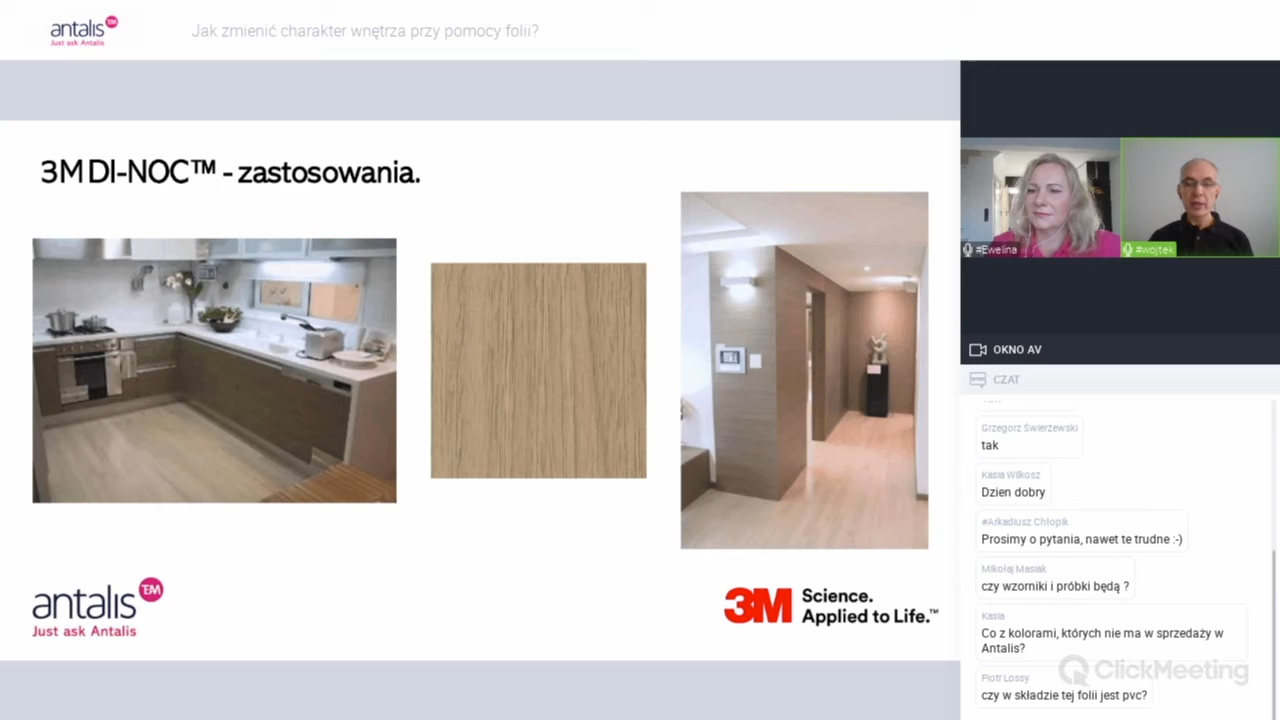 antalis TM
Just ask Antalis
Jak zmienić charakter wnętrza przy pomocy folii?
3M DI-NOC™ - zastosowania.
antalis TM
Just ask Antalis
3M Science.
Applied to Life.™
#Ewelina
#wojtek
OKNO AV
CZAT
Grzegorz Świerżewski
tak
Kasia Wilkosz
Dzien dobry
#Arkadiusz Chłopik
Prosimy o pytania, nawet te trudne :-)
Mikołaj Masiak
czy wzorniki i próbki będą ?
Kasia
Co z kolorami, których nie ma w sprzedaży w
Antalis?
Piotr Lossy
czy w składzie tej folii jest pvc?
ClickMeeting